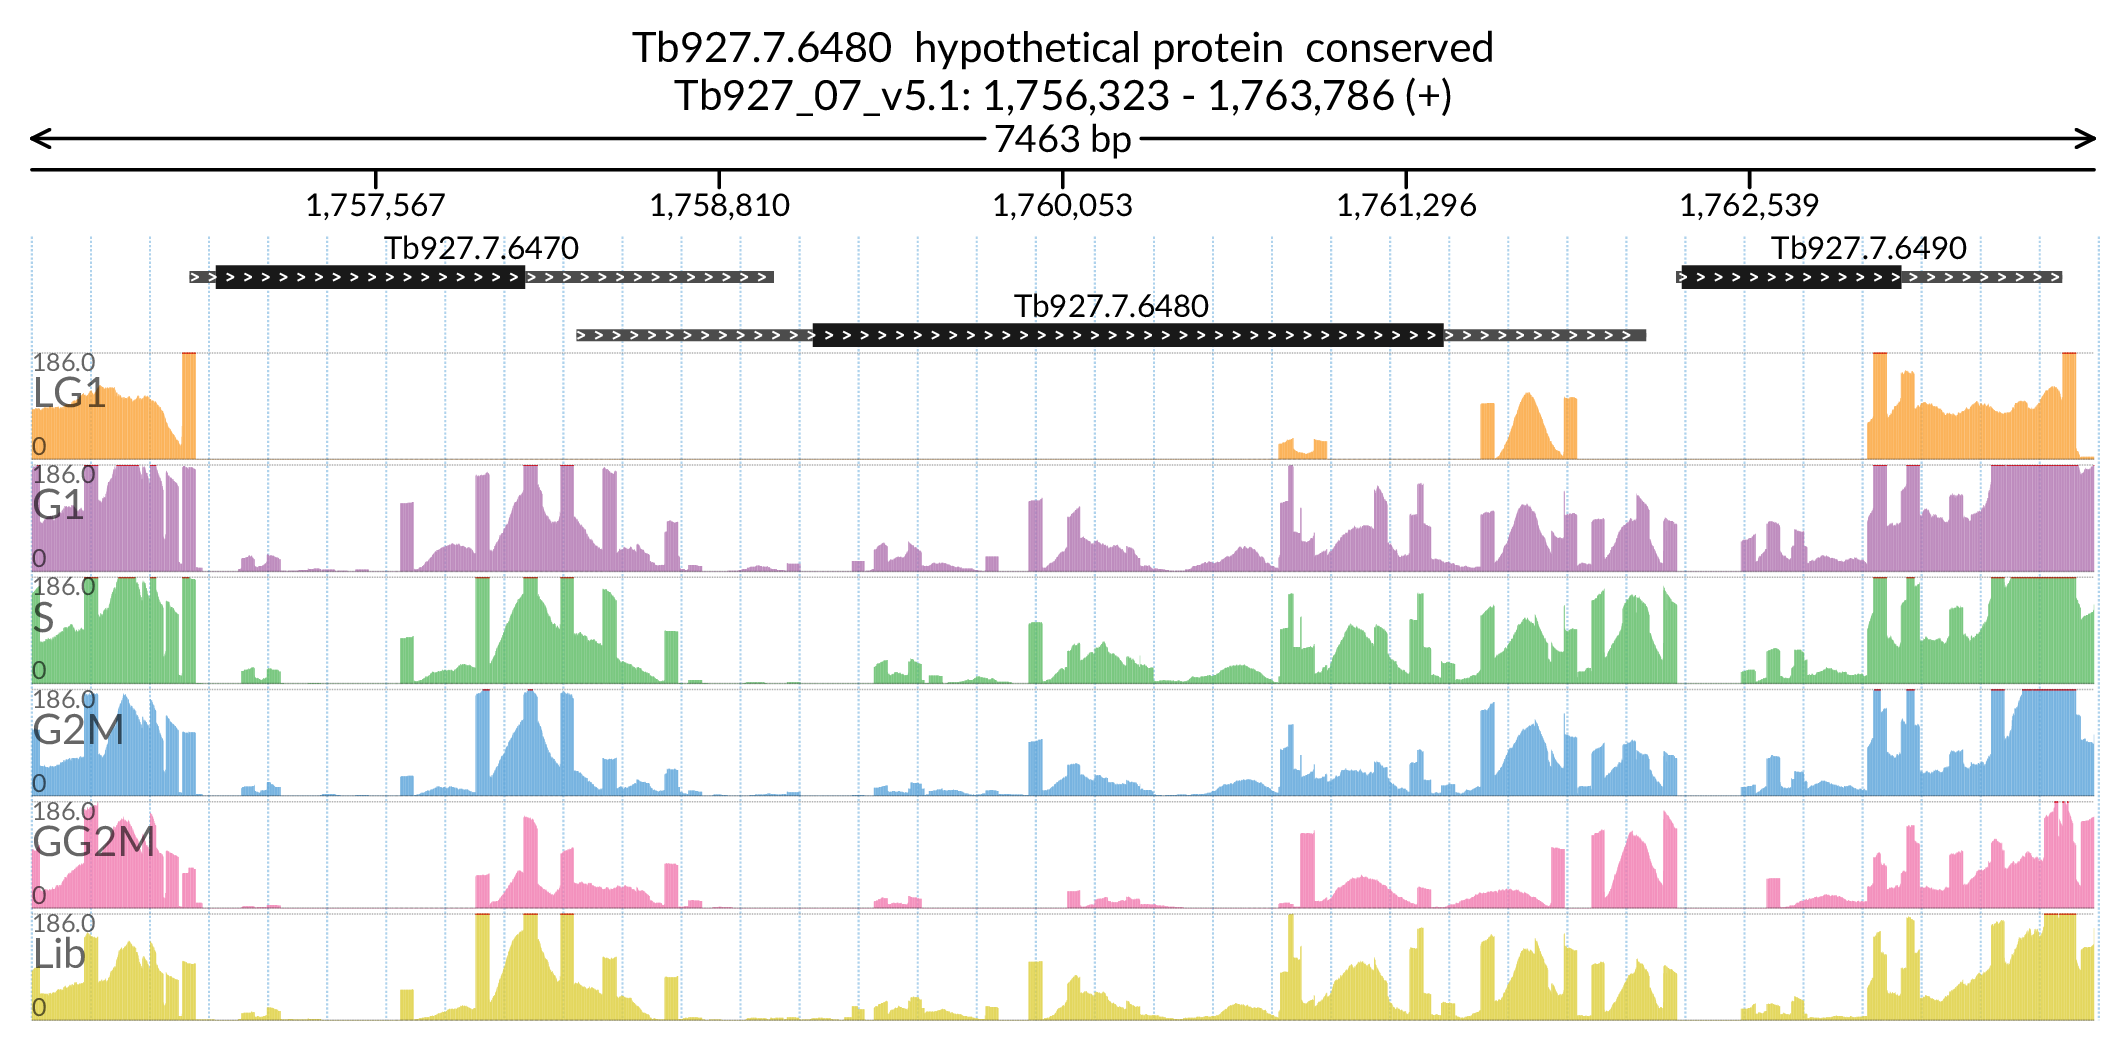 Tb927.7.6480  hypothetical protein  conserved
Tb927_07_v5.1: 1,756,323 - 1,763,786 (+)
7463 bp
1,757,567 1,758,810 1,760,053 1,761,296 1,762,539
Tb927.7.6470 Tb927.7.6490
Tb927.7.6480
186.0
LG1
0
186.0
G1
0
186.0
S
0
186.0
G2M
0
186.0
GG2M
0
186.0
Lib
0